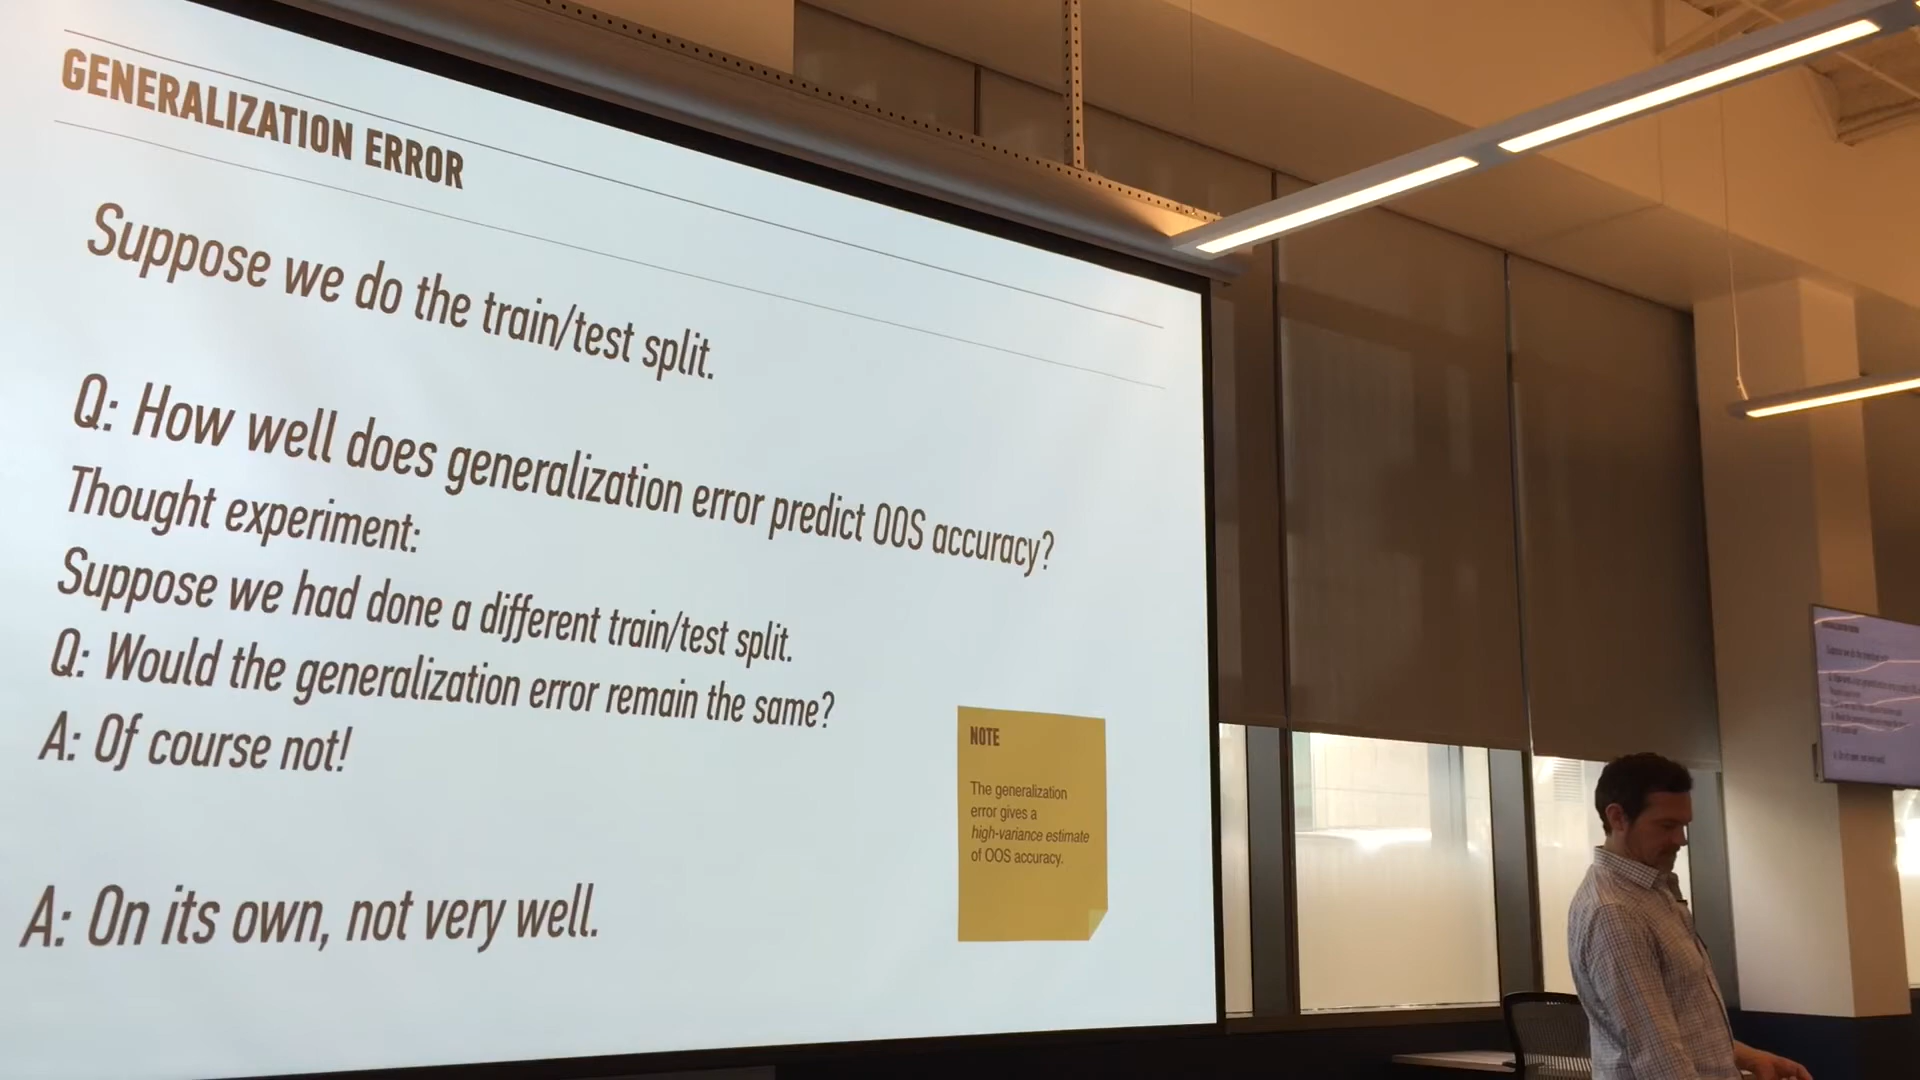 GENERALIZATION ERROR
Suppose we do the train/test split.
Q: How well does generalization error predict OOS accuracy?
Thought experiment:
Suppose we had done a different train/test split.
Q: Would the generalization error remain the same?
A: Of course not!
A: On its own, not very well.
NOTE
The generalization
error gives a
high-variance estimate
of OOS accuracy.